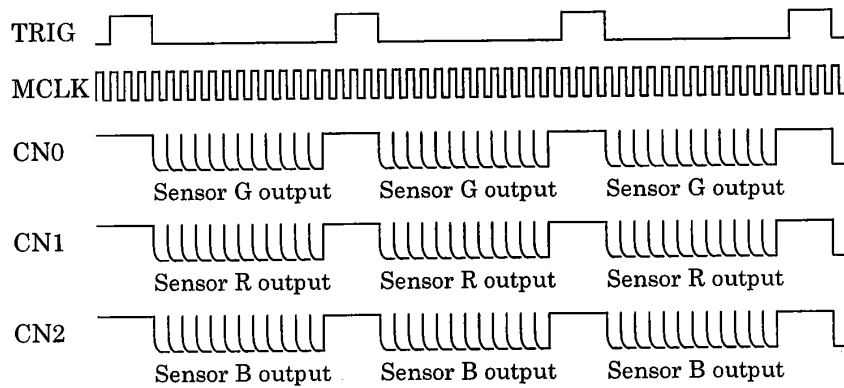 TRIG
MCLK
CN0
Sensor G output Sensor G output Sensor G output
CN1
Sensor R output Sensor R output Sensor R output
CN2
Sensor B output Sensor B output Sensor B output